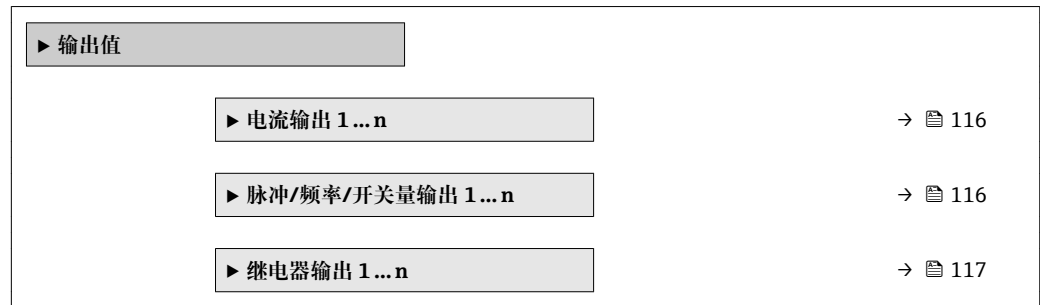 ▶ 输出值
▶ 电流输出 1…n → 116
▶ 脉冲/频率/开关量输出 1…n → 116
▶ 继电器输出 1…n → 117